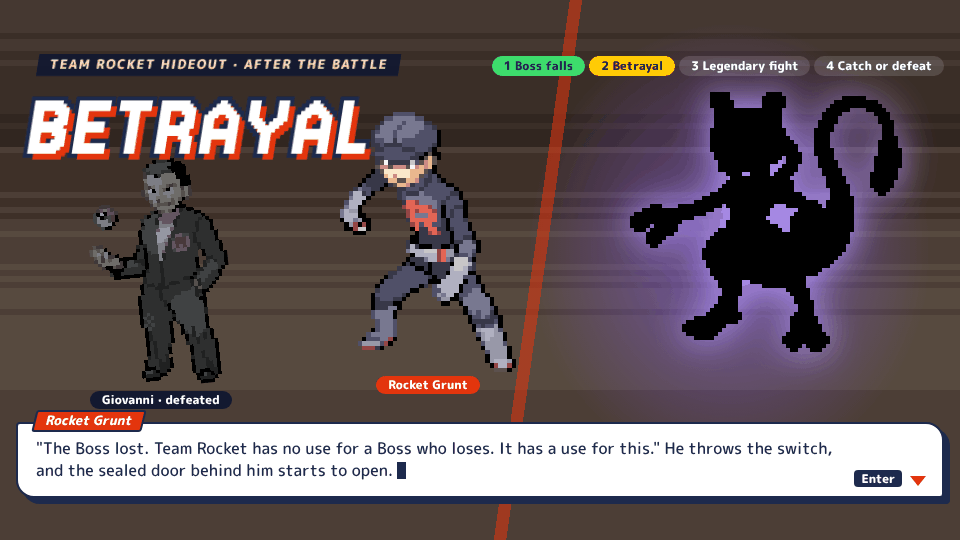 TEAM ROCKET HIDEOUT · AFTER THE BATTLE
1 Boss falls
2 Betrayal
3 Legendary fight
4 Catch or defeat
BETRAYAL
Rocket Grunt
Giovanni · defeated
Rocket Grunt
"The Boss lost. Team Rocket has no use for a Boss who loses. It has a use for this." He throws the switch,
and the sealed door behind him starts to open.
Enter